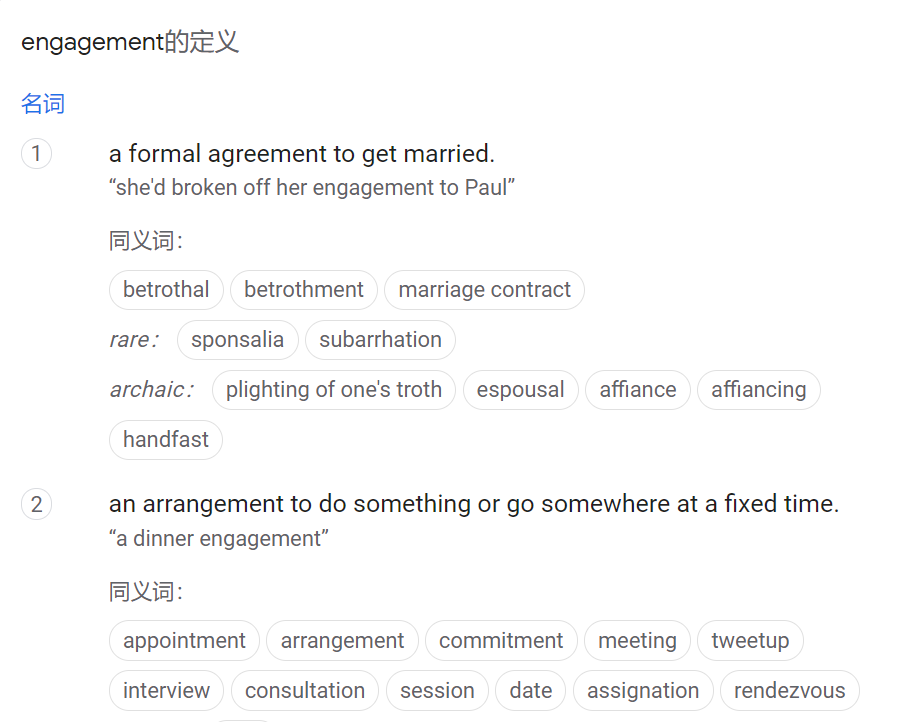 engagement的定义
名词
1 a formal agreement to get married.
“she'd broken off her engagement to Paul”
同义词：
betrothal betrothment marriage contract
rare： sponsalia subarrhation
archaic： plighting of one's troth espousal affiance affiancing
handfast
2 an arrangement to do something or go somewhere at a fixed time.
“a dinner engagement”
同义词：
appointment arrangement commitment meeting tweetup
interview consultation session date assignation rendezvous